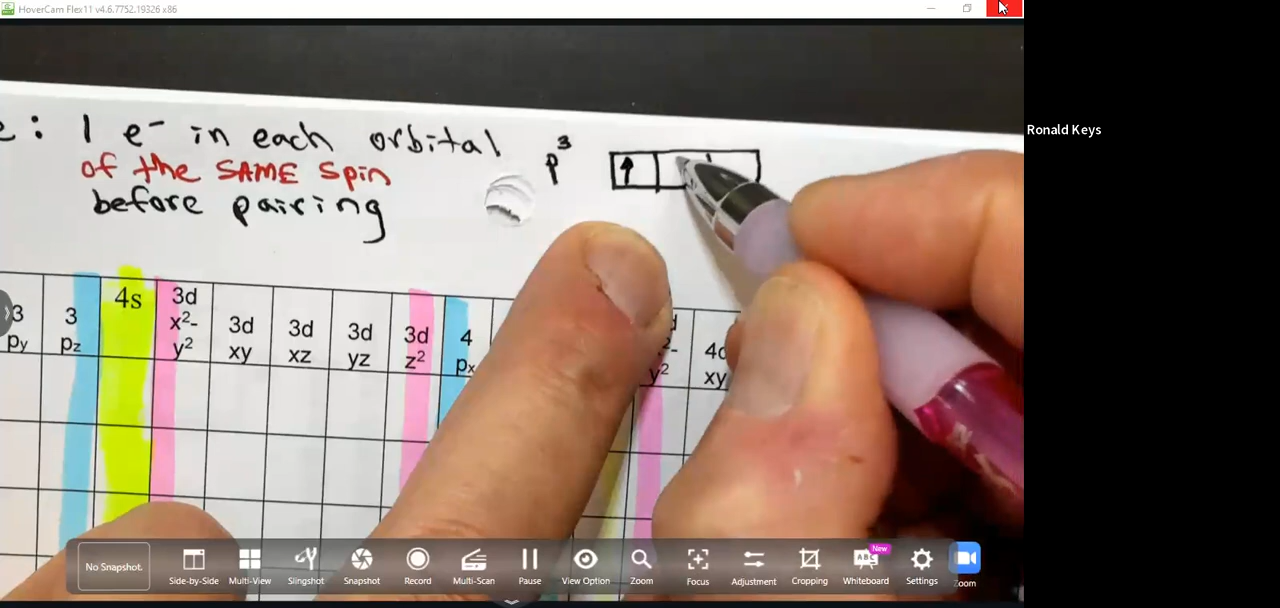 HoverCam Flex11 v4.6.7752.19326 x86
1 e⁻ in each orbital
of the SAME spin
before pairing
p³
Ronald Keys
3 py
3 pz
4s
3d x²-y²
3d xy
3d xz
3d yz
3d z²
4 px
y²
xy
No Snapshot.
Side-by-Side
Multi-View
Slingshot
Snapshot
Record
Multi-Scan
Pause
View Option
Zoom
Focus
Adjustment
Cropping
New
Whiteboard
Settings
Zoom